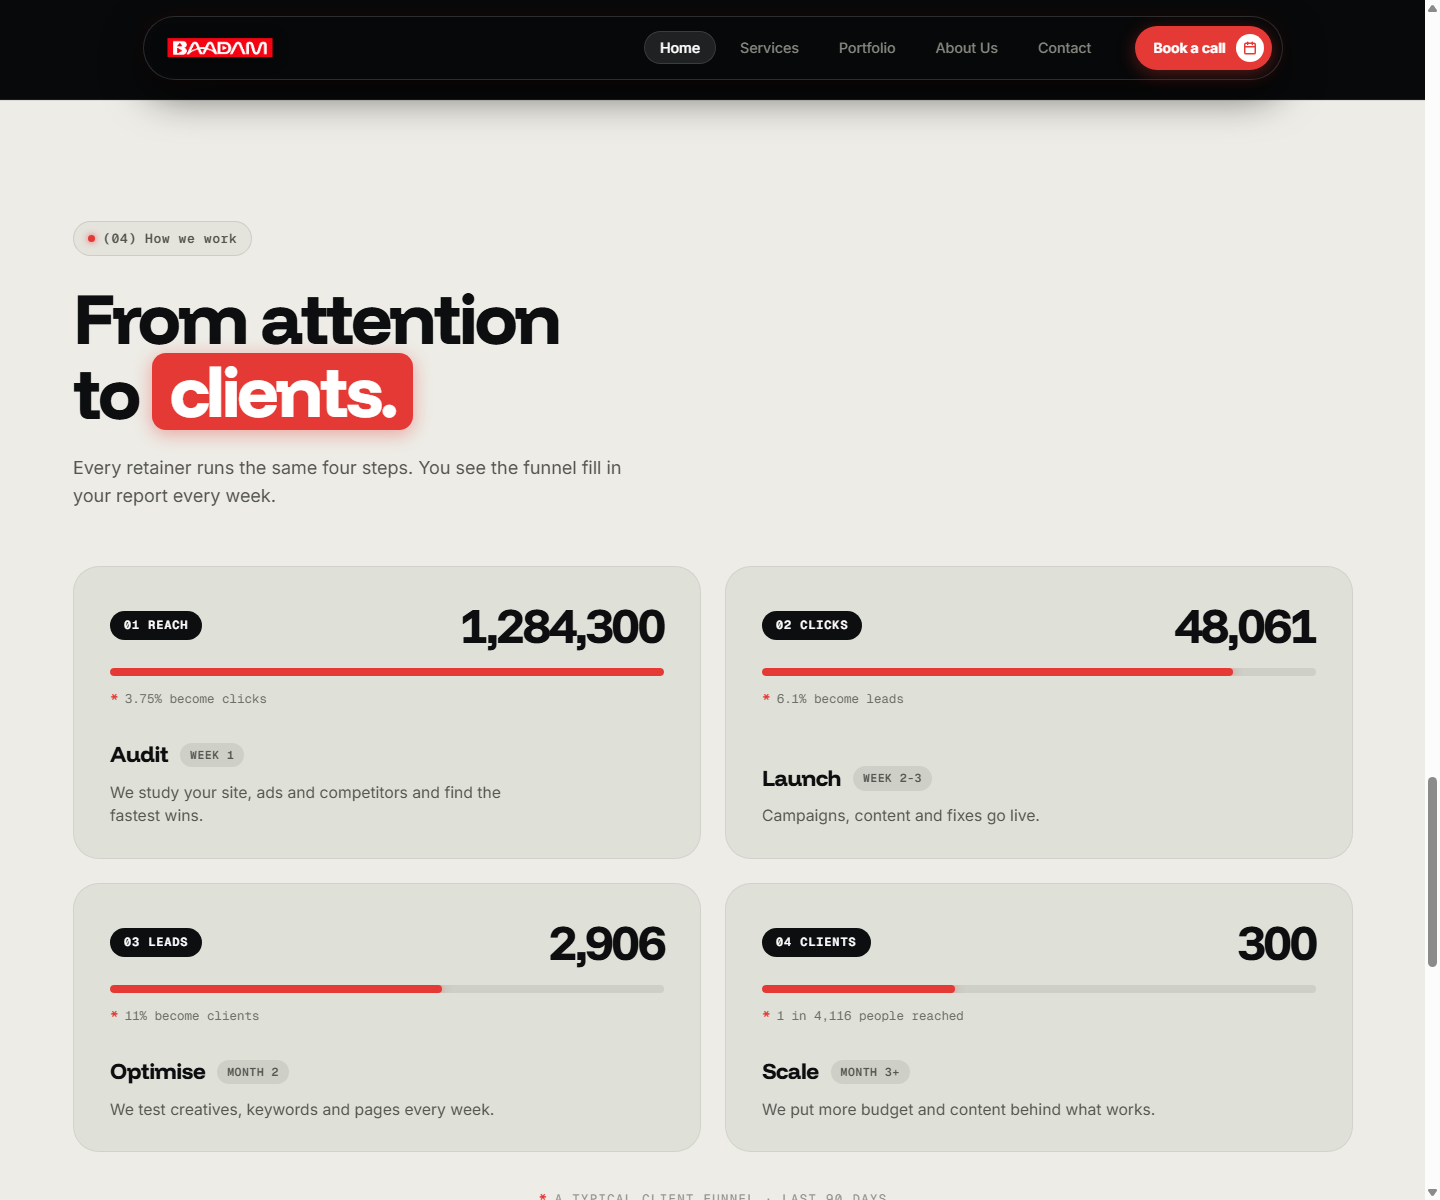 BAADAM
Home
Services
Portfolio
About Us
Contact
Book a call
(04) How we work
From attention
to clients.
Every retainer runs the same four steps. You see the funnel fill in
your report every week.
01 REACH
1,284,300
* 3.75% become clicks
Audit WEEK 1
We study your site, ads and competitors and find the
fastest wins.
02 CLICKS
48,061
* 6.1% become leads
Launch WEEK 2-3
Campaigns, content and fixes go live.
03 LEADS
2,906
* 11% become clients
Optimise MONTH 2
We test creatives, keywords and pages every week.
04 CLIENTS
300
* 1 in 4,116 people reached
Scale MONTH 3+
We put more budget and content behind what works.
* A TYPICAL CLIENT FUNNEL · LAST 90 DAYS